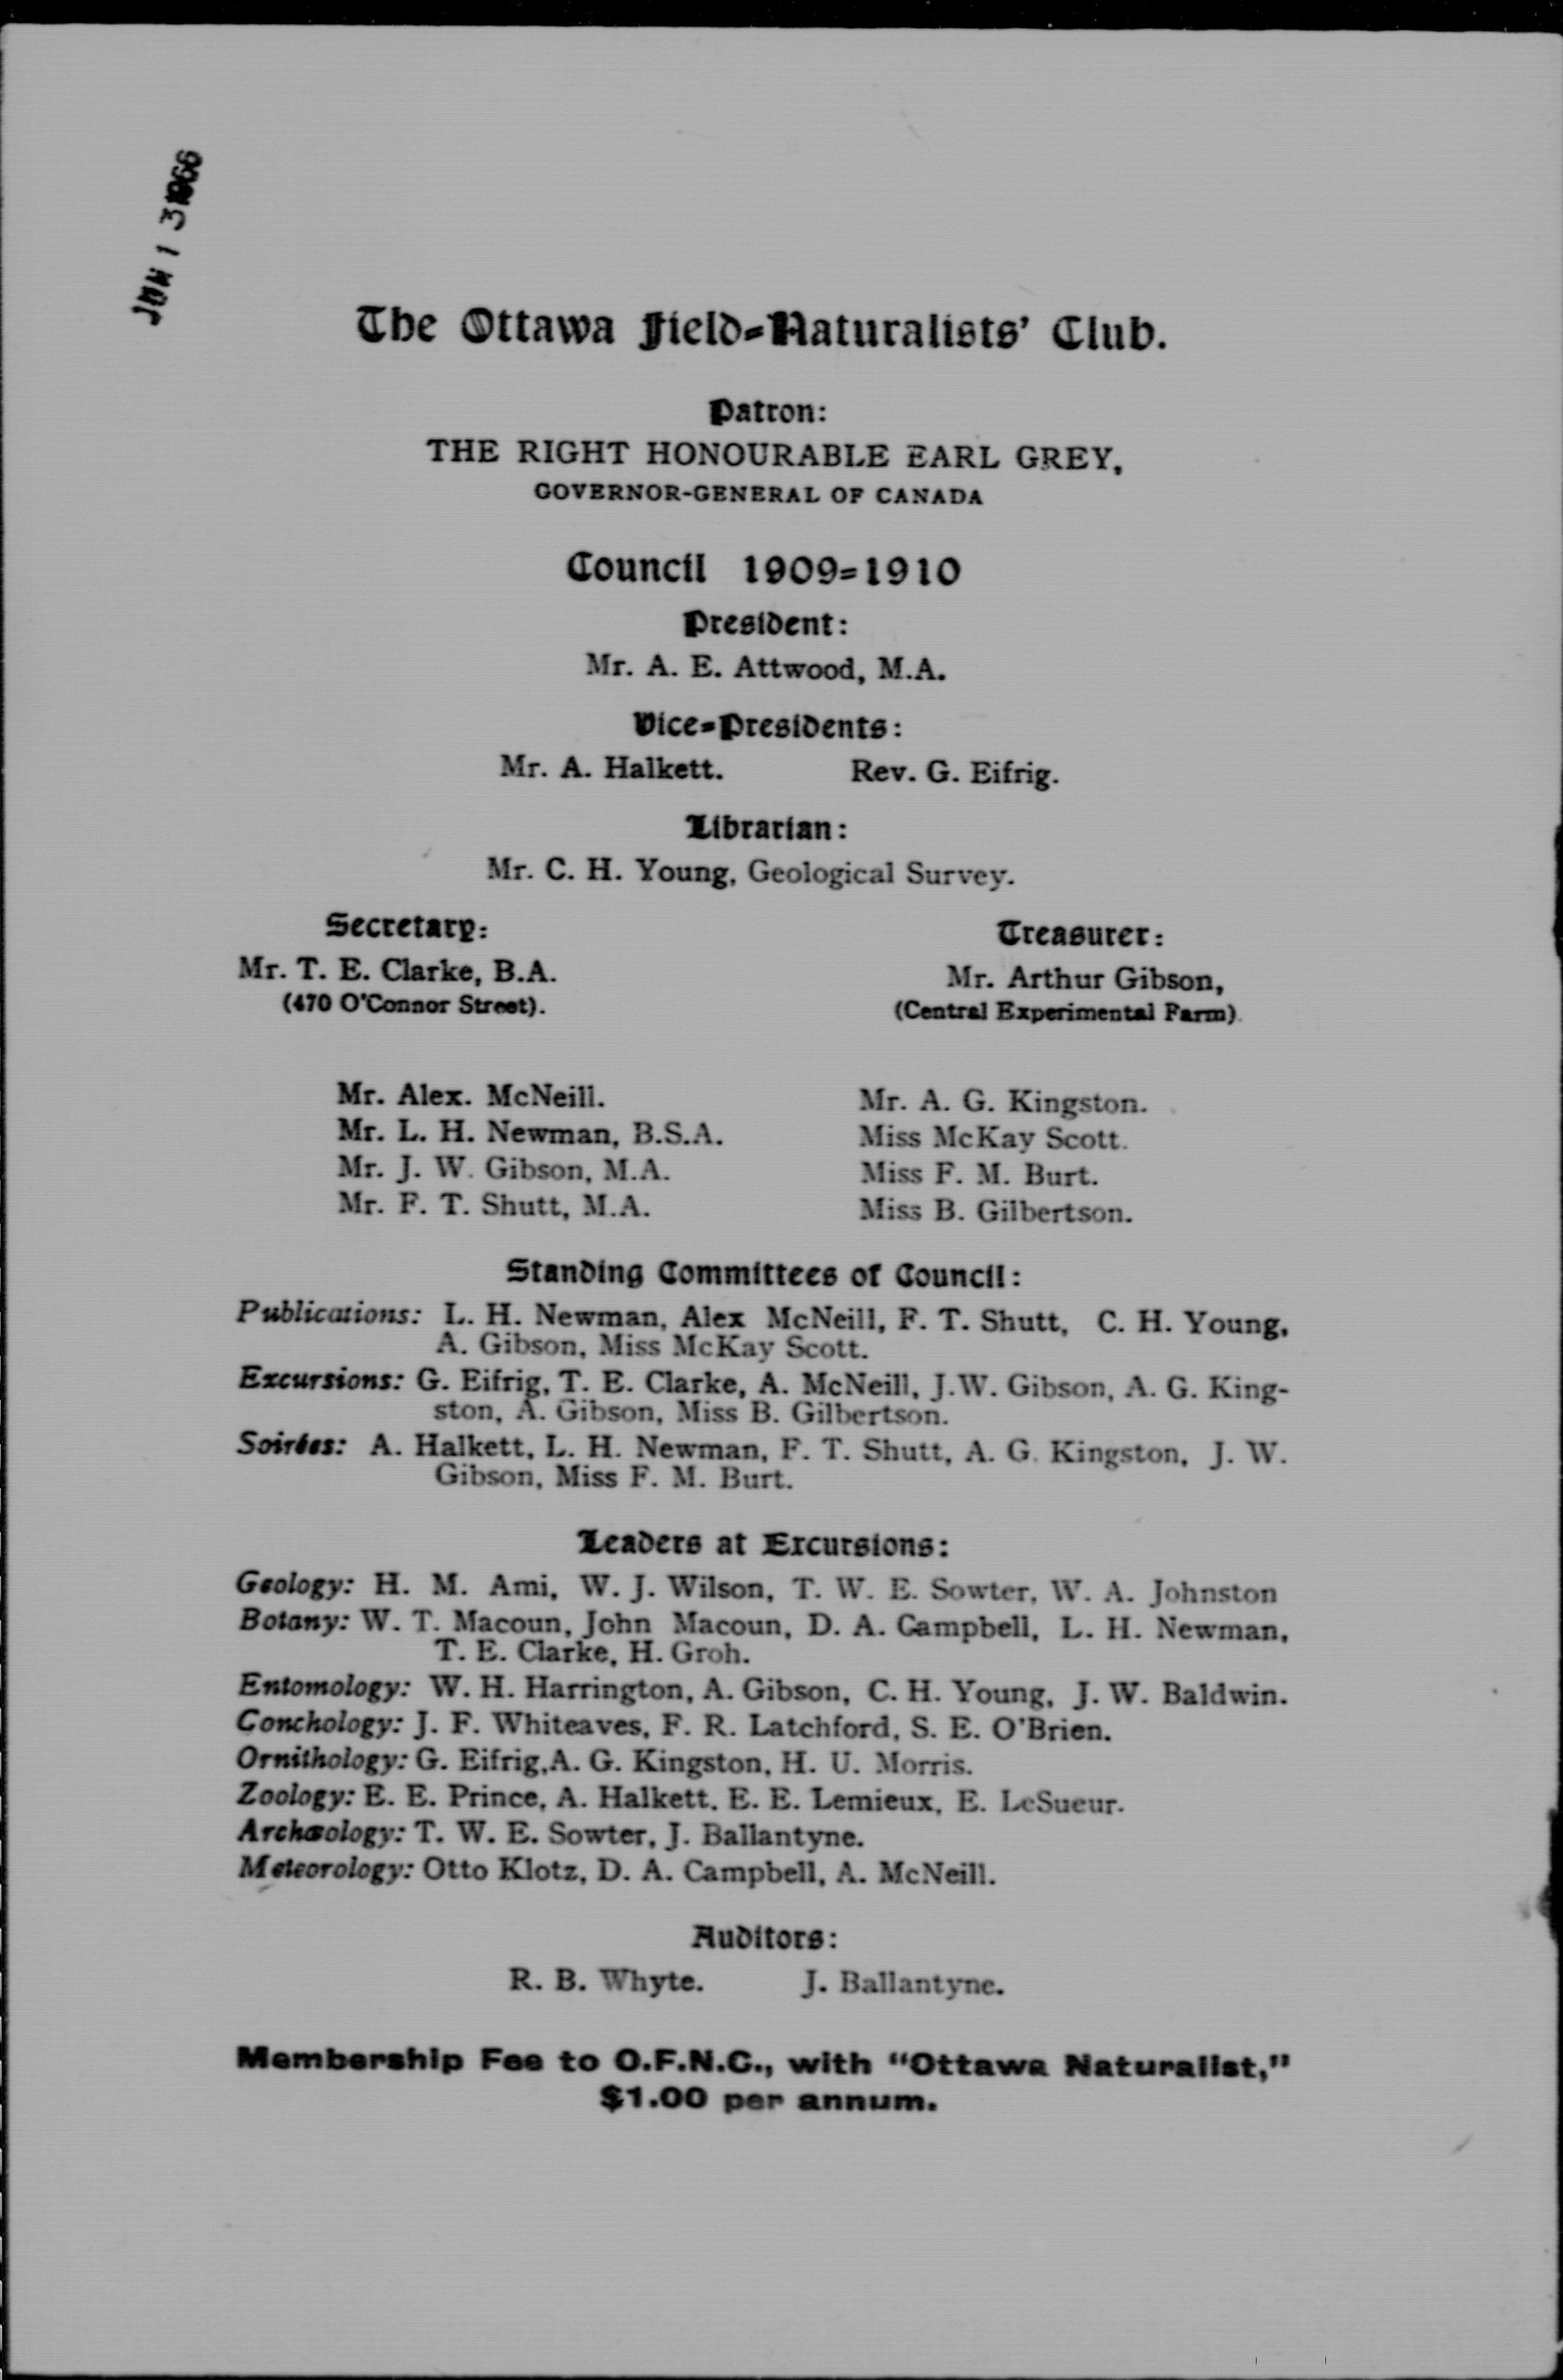 JUN 13 1966
The Ottawa Field-Naturalists' Club.
Patron:
THE RIGHT HONOURABLE EARL GREY,
GOVERNOR-GENERAL OF CANADA
Council 1909-1910
President:
Mr. A. E. Attwood, M.A.
Vice-Presidents:
Mr. A. Halkett. Rev. G. Eifrig.
Librarian:
Mr. C. H. Young, Geological Survey.
Secretary: Treasurer:
Mr. T. E. Clarke, B.A. Mr. Arthur Gibson,
(470 O'Connor Street). (Central Experimental Farm)
Mr. Alex. McNeill. Mr. A. G. Kingston.
Mr. L. H. Newman, B.S.A. Miss McKay Scott.
Mr. J. W. Gibson, M.A. Miss F. M. Burt.
Mr. F. T. Shutt, M.A. Miss B. Gilbertson.
Standing Committees of Council:
Publications: L. H. Newman, Alex McNeill, F. T. Shutt, C. H. Young,
A. Gibson, Miss McKay Scott.
Excursions: G. Eifrig, T. E. Clarke, A. McNeill, J.W. Gibson, A. G. King-
ston, A. Gibson, Miss B. Gilbertson.
Soirées: A. Halkett, L. H. Newman, F. T. Shutt, A. G. Kingston, J. W.
Gibson, Miss F. M. Burt.
Leaders at Excursions:
Geology: H. M. Ami, W. J. Wilson, T. W. E. Sowter, W. A. Johnston
Botany: W. T. Macoun, John Macoun, D. A. Campbell, L. H. Newman,
T. E. Clarke, H. Groh.
Entomology: W. H. Harrington, A. Gibson, C. H. Young, J. W. Baldwin.
Conchology: J. F. Whiteaves, F. R. Latchford, S. E. O'Brien.
Ornithology: G. Eifrig, A. G. Kingston, H. U. Morris.
Zoology: E. E. Prince, A. Halkett, E. E. Lemieux, E. LeSueur.
Archæology: T. W. E. Sowter, J. Ballantyne.
Meteorology: Otto Klotz, D. A. Campbell, A. McNeill.
Auditors:
R. B. Whyte. J. Ballantyne.
Membership Fee to O.F.N.C., with "Ottawa Naturalist,"
$1.00 per annum.